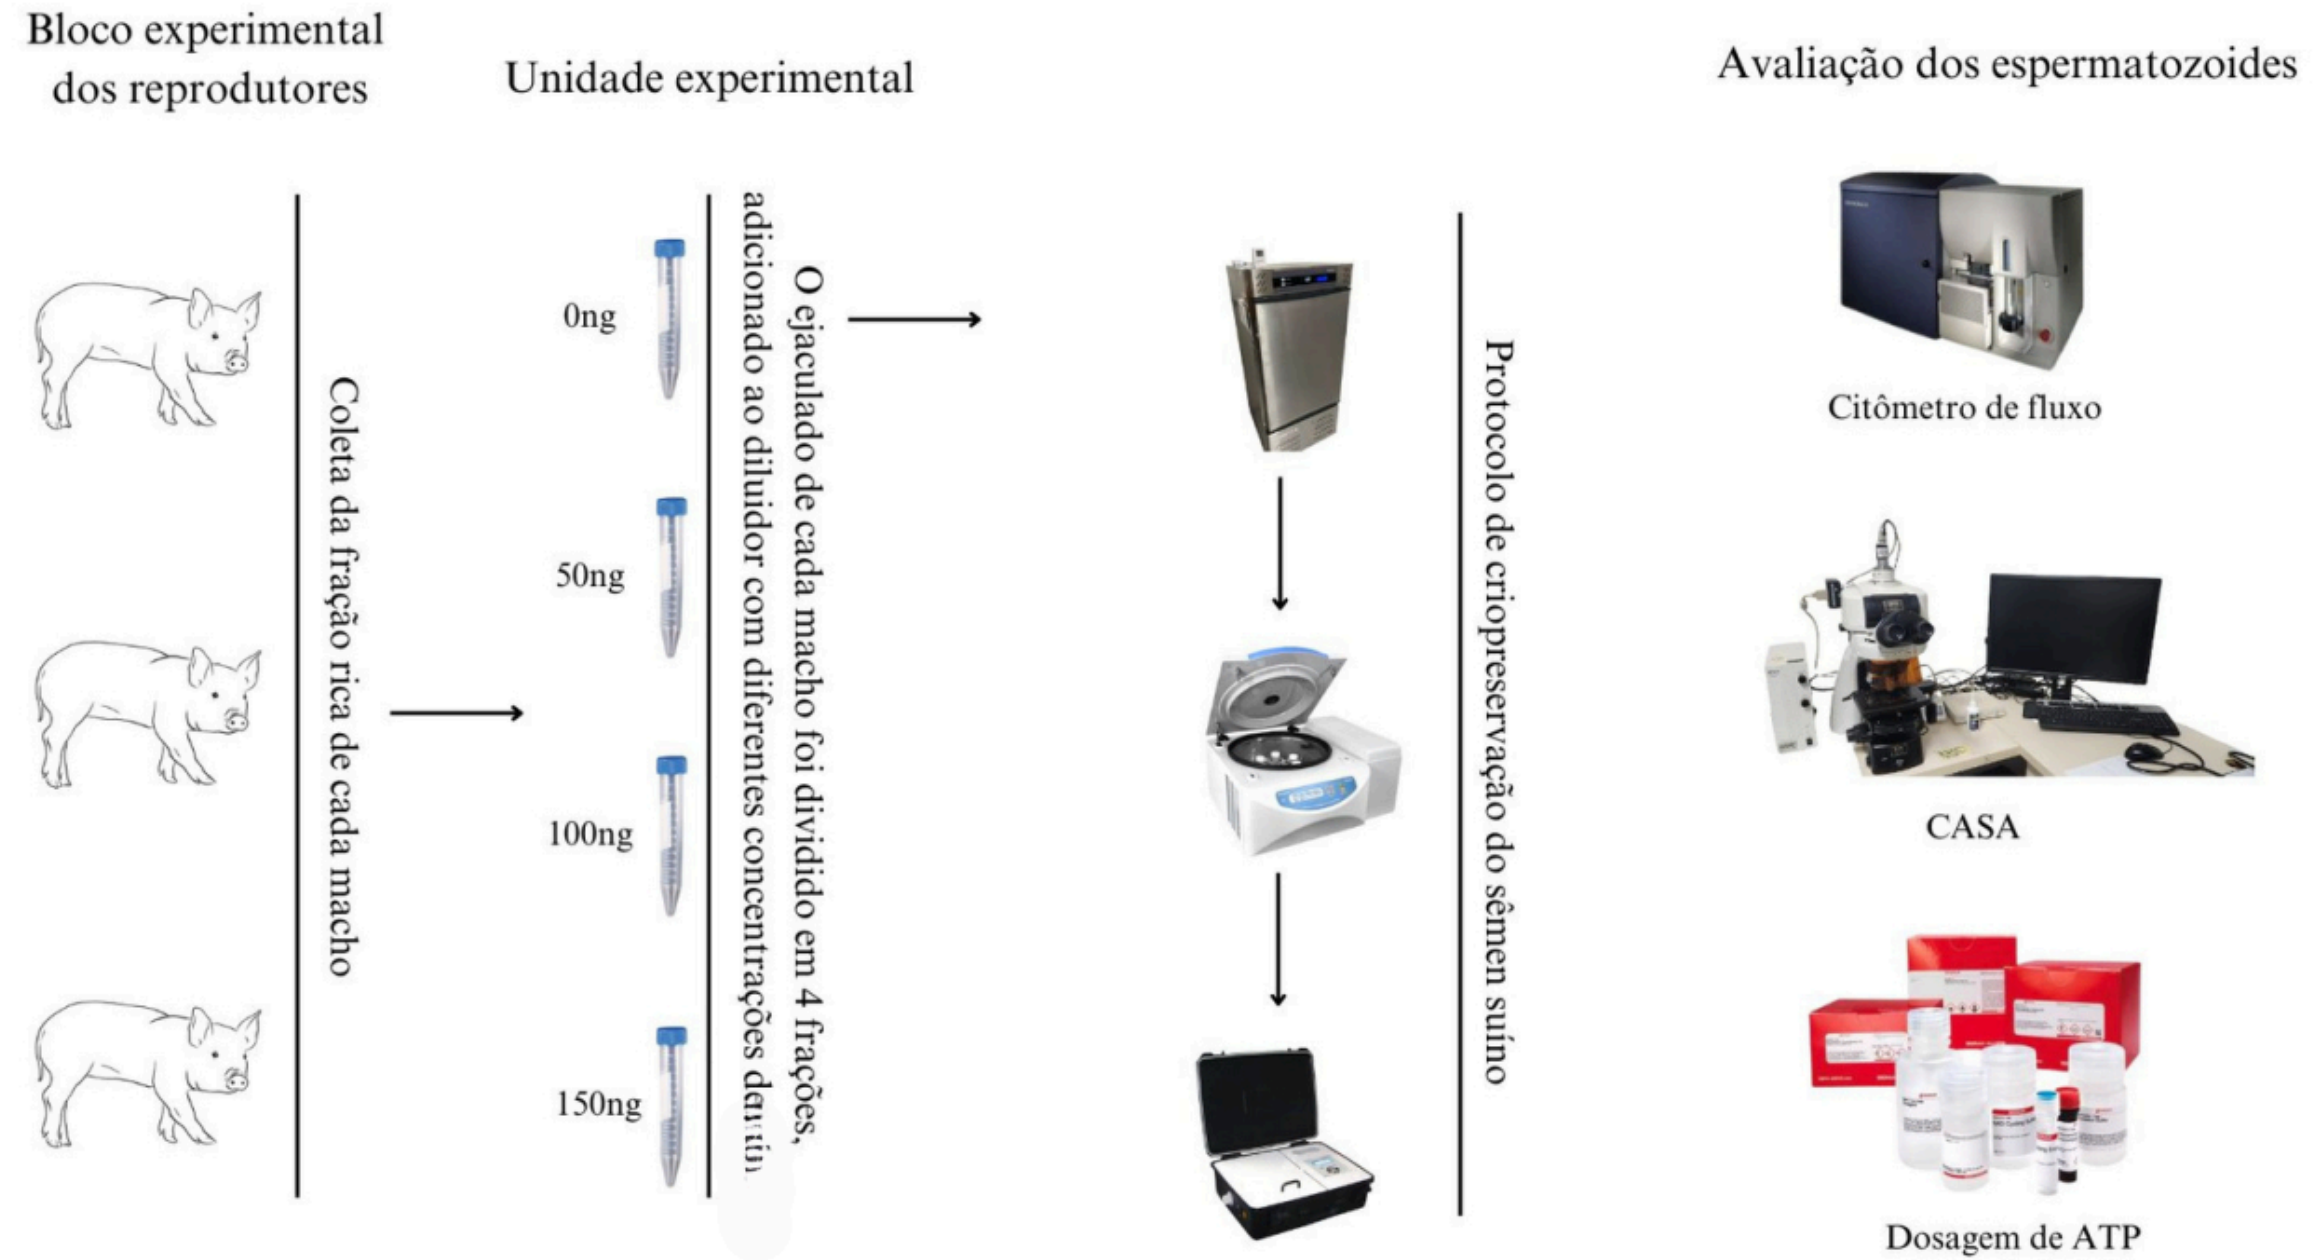 Bloco experimental
dos reprodutores
Unidade experimental
Avaliação dos espermatozoides
Coleta da fração rica de cada macho
0ng
50ng
100ng
150ng
O ejaculado de cada macho foi dividido em 4 frações,
adicionado ao diluidor com diferentes concentrações
Protocolo de criopreservação do sêmen suíno
Citômetro de fluxo
CASA
Dosagem de ATP